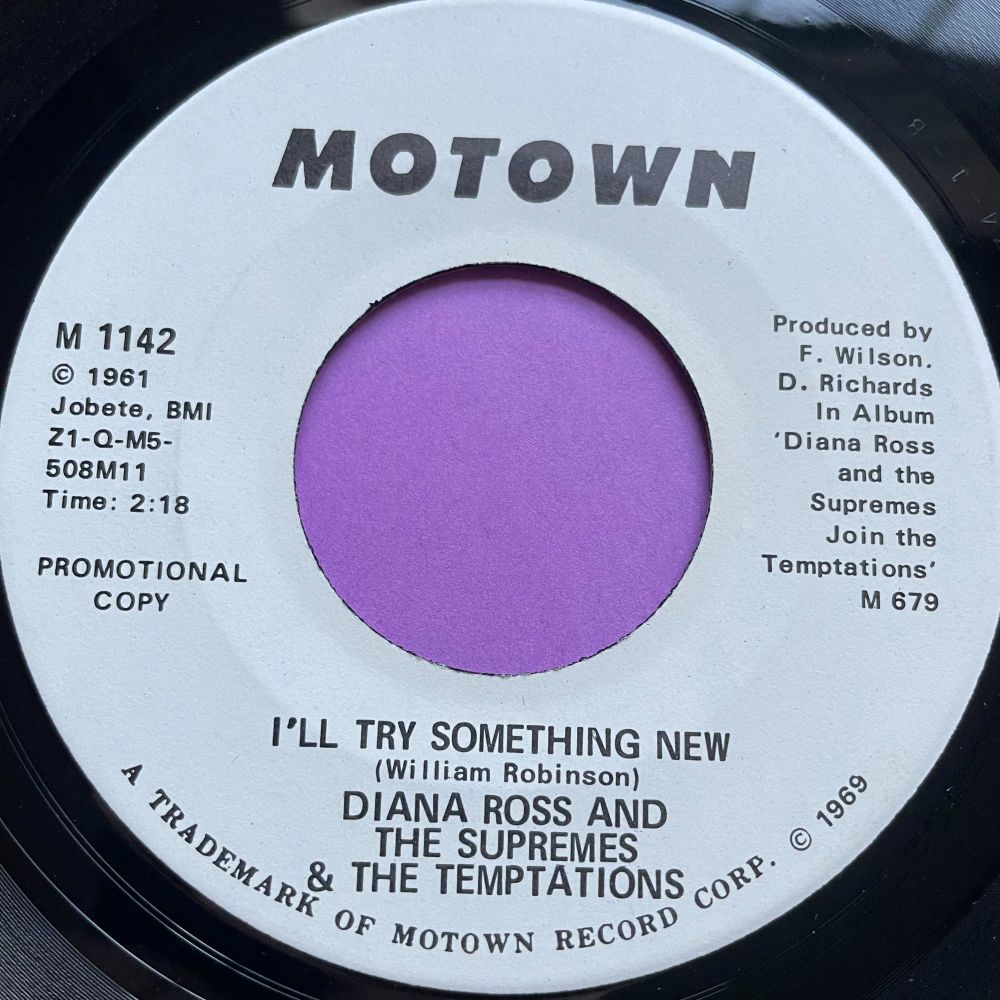 MOTOWN
M 1142
© 1961
Jobete, BMI
Z1-Q-M5-
508M11
Time: 2:18
PROMOTIONAL
COPY
Produced by
F. Wilson.
D. Richards
In Album
'Diana Ross
and the
Supremes
Join the
Temptations'
M 679
I'LL TRY SOMETHING NEW
(William Robinson)
DIANA ROSS AND
THE SUPREMES
& THE TEMPTATIONS
A TRADEMARK OF MOTOWN RECORD CORP. © 1969